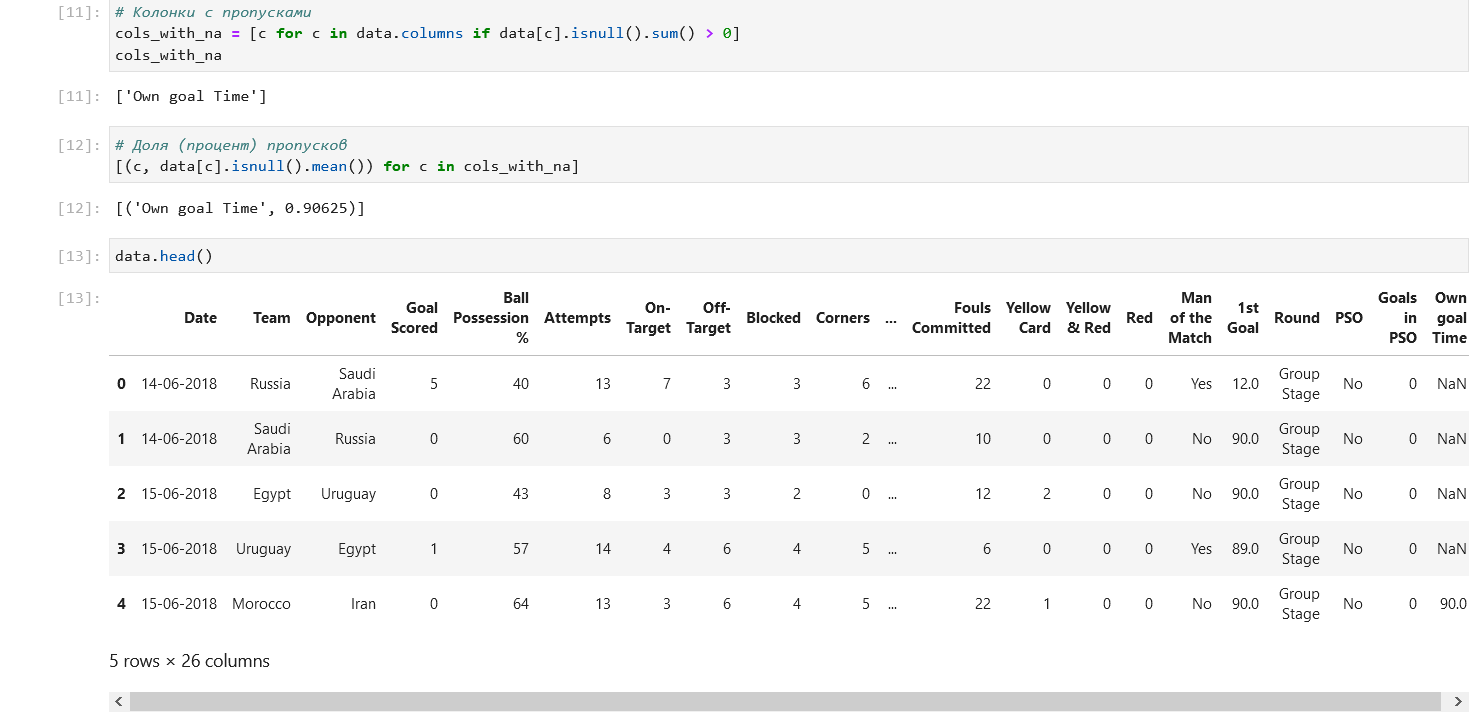 [11]: # Колонки с пропусками
cols_with_na = [c for c in data.columns if data[c].isnull().sum() > 0]
cols_with_na
[11]: ['Own goal Time']
[12]: # Доля (процент) пропусков
[(c, data[c].isnull().mean()) for c in cols_with_na]
[12]: [('Own goal Time', 0.90625)]
[13]: data.head()
[13]:
Date Team Opponent Goal Scored Ball Possession % Attempts On-Target Off-Target Blocked Corners ... Fouls Committed Yellow Card Yellow & Red Red Man of the Match 1st Goal Round PSO Goals in PSO Own goal Time
0 14-06-2018 Russia Saudi Arabia 5 40 13 7 3 3 6 ... 22 0 0 0 Yes 12.0 Group Stage No 0 NaN
1 14-06-2018 Saudi Arabia Russia 0 60 6 0 3 3 2 ... 10 0 0 0 No 90.0 Group Stage No 0 NaN
2 15-06-2018 Egypt Uruguay 0 43 8 3 3 2 0 ... 12 2 0 0 No 90.0 Group Stage No 0 NaN
3 15-06-2018 Uruguay Egypt 1 57 14 4 6 4 5 ... 6 0 0 0 Yes 89.0 Group Stage No 0 NaN
4 15-06-2018 Morocco Iran 0 64 13 3 6 4 5 ... 22 1 0 0 No 90.0 Group Stage No 0 90.0
5 rows × 26 columns